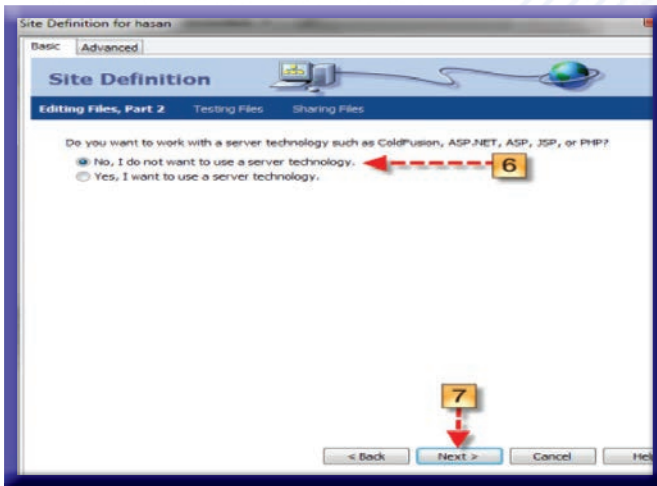 Site Definition for hasan
Basic Advanced
Site Definition
Editing Files, Part 2 Testing Files Sharing Files
Do you want to work with a server technology such as ColdFusion, ASP.NET, ASP, JSP, or PHP?
No, I do not want to use a server technology.
6
Yes, I want to use a server technology.
7
< Back Next > Cancel Hel